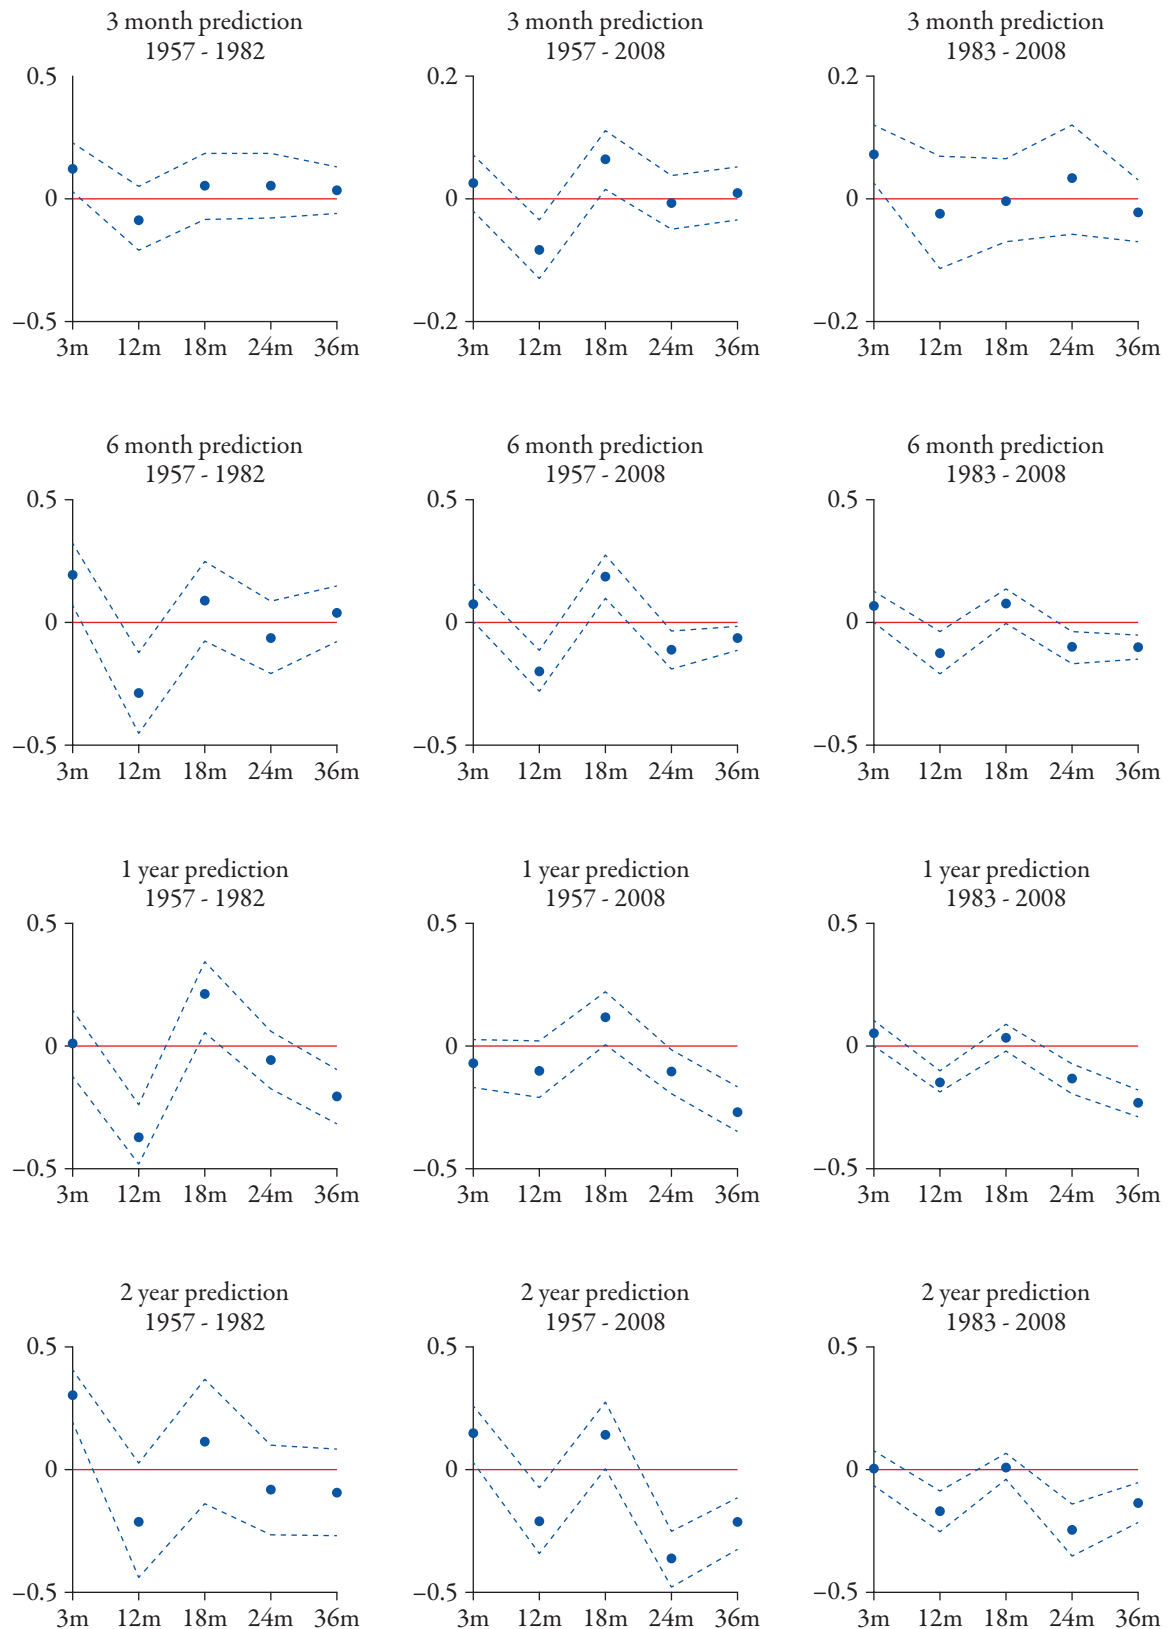 3 month prediction
1957 - 1982
0.5
0
–0.5
3m 12m 18m 24m 36m
3 month prediction
1957 - 2008
0.2
0
–0.2
3m 12m 18m 24m 36m
3 month prediction
1983 - 2008
0.2
0
–0.2
3m 12m 18m 24m 36m
6 month prediction
1957 - 1982
0.5
0
–0.5
3m 12m 18m 24m 36m
6 month prediction
1957 - 2008
0.5
0
–0.5
3m 12m 18m 24m 36m
6 month prediction
1983 - 2008
0.5
0
–0.5
3m 12m 18m 24m 36m
1 year prediction
1957 - 1982
0.5
0
–0.5
3m 12m 18m 24m 36m
1 year prediction
1957 - 2008
0.5
0
–0.5
3m 12m 18m 24m 36m
1 year prediction
1983 - 2008
0.5
0
–0.5
3m 12m 18m 24m 36m
2 year prediction
1957 - 1982
0.5
0
–0.5
3m 12m 18m 24m 36m
2 year prediction
1957 - 2008
0.5
0
–0.5
3m 12m 18m 24m 36m
2 year prediction
1983 - 2008
0.5
0
–0.5
3m 12m 18m 24m 36m